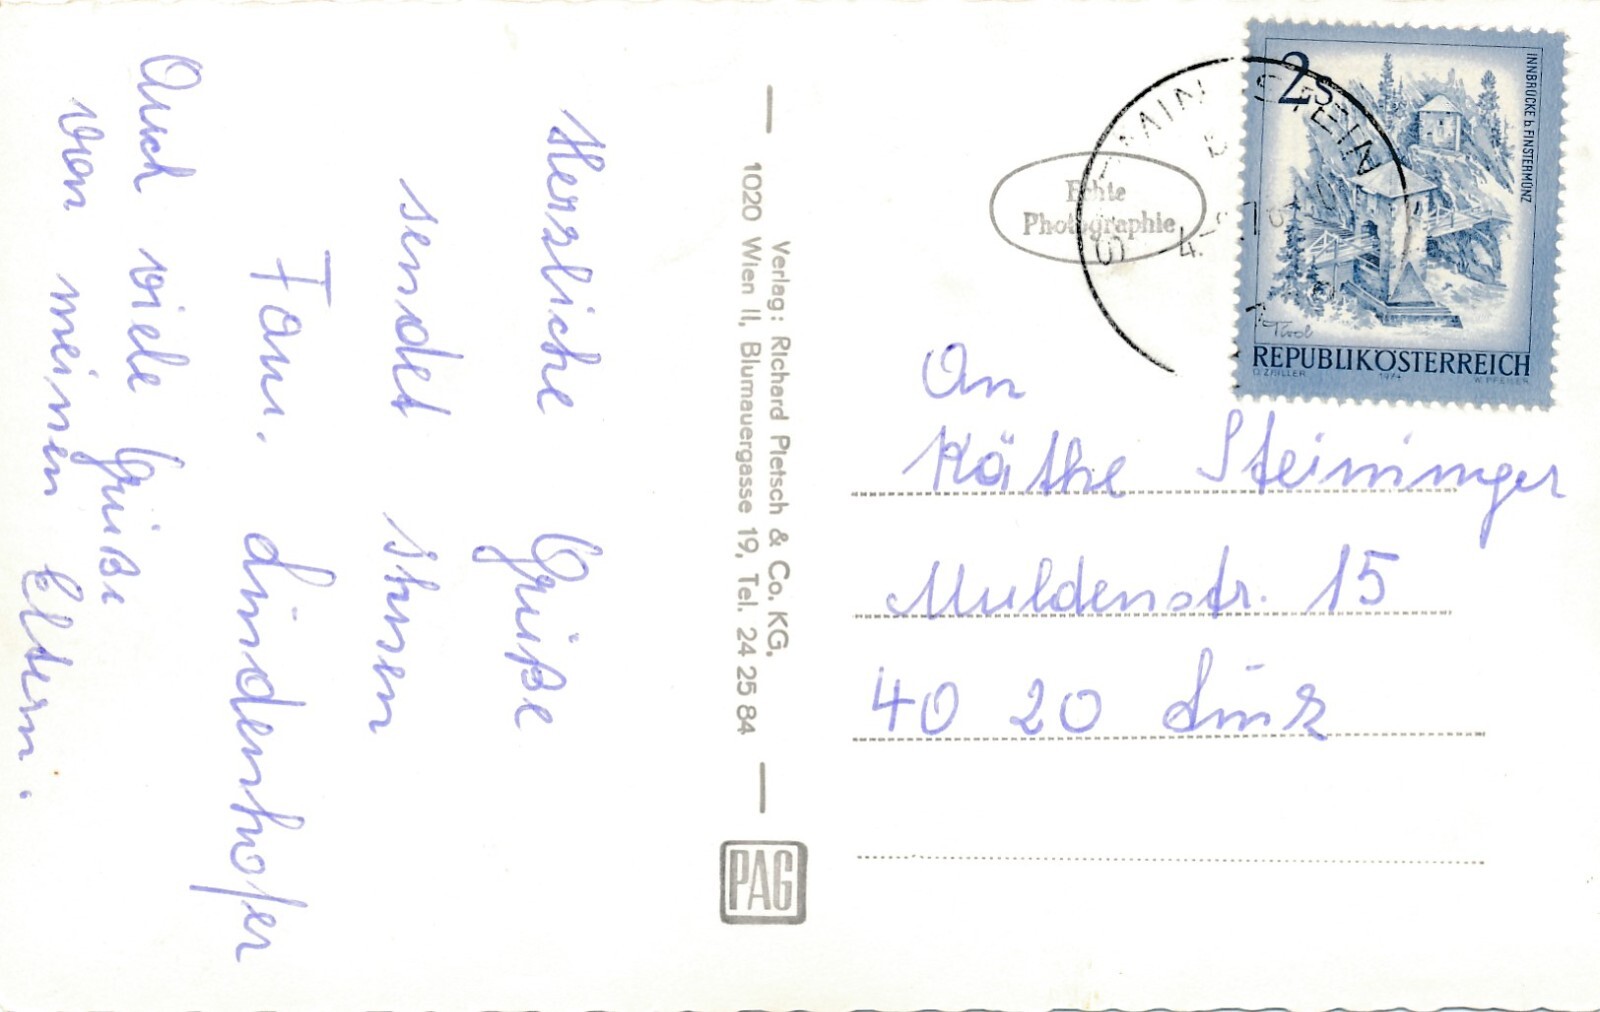 Herzliche Grüße
sendet Ihnen
Fam. Lindenhofer
Auch viele Grüße
von meinen Eltern.
Verlag: Richard Pietsch & Co. KG,
1020 Wien II, Blumauergasse 19, Tel. 24 25 84
PAG
Echte
Photographie
2s
INNBRÜCKE b. FINSTERMÜNZ
Tirol
REPUBLIK ÖSTERREICH
1974
W. PFEILER
An
Käthe Steininger
Muldenstr. 15
40 20 Linz